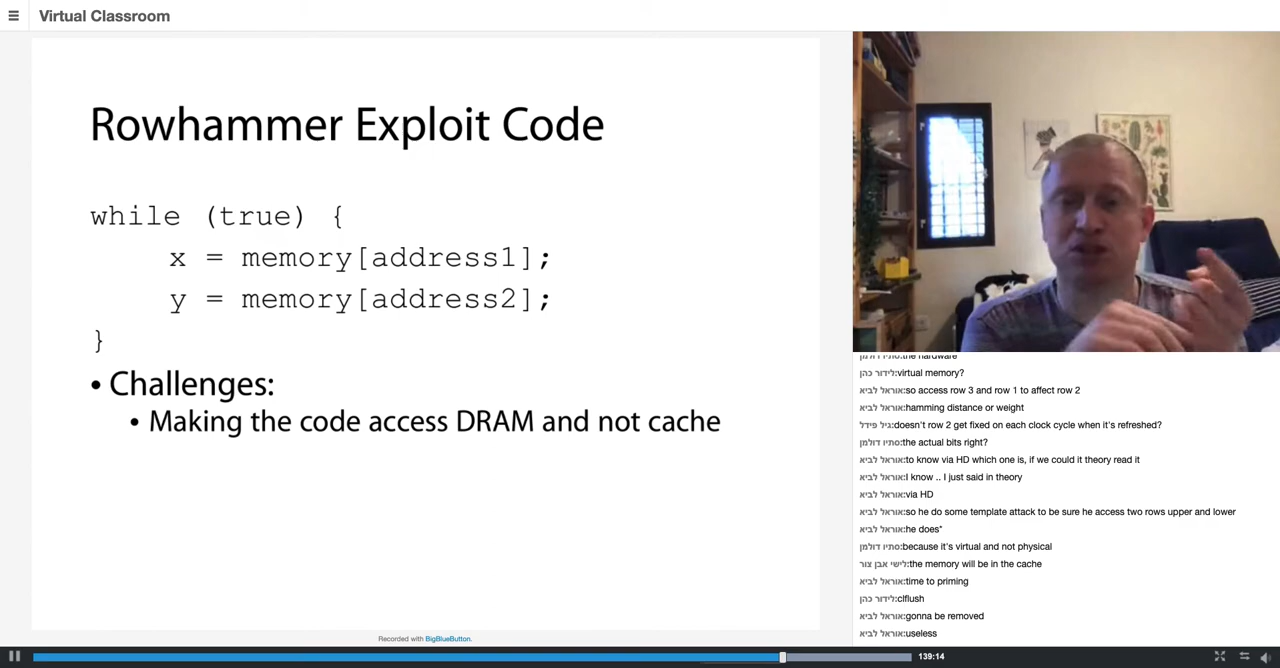 Virtual Classroom
Rowhammer Exploit Code
while (true) {
x = memory[address1];
y = memory[address2];
}
• Challenges:
• Making the code access DRAM and not cache
Recorded with BigBlueButton.
סתיו דולמן:the hardware
לידור כהן:virtual memory?
אוראל לביא:so access row 3 and row 1 to affect row 2
אוראל לביא:hamming distance or weight
גיל פידל:doesn't row 2 get fixed on each clock cycle when it's refreshed?
סתיו דולמן:the actual bits right?
אוראל לביא:to know via HD which one is, if we could it theory read it
אוראל לביא:I know .. I just said in theory
אוראל לביא:via HD
אוראל לביא:so he do some template attack to be sure he access two rows upper and lower
אוראל לביא:he does*
סתיו דולמן:because it's virtual and not physical
לישי אבן צור:the memory will be in the cache
אוראל לביא:time to priming
לידור כהן:clflush
אוראל לביא:gonna be removed
אוראל לביא:useless
139:14